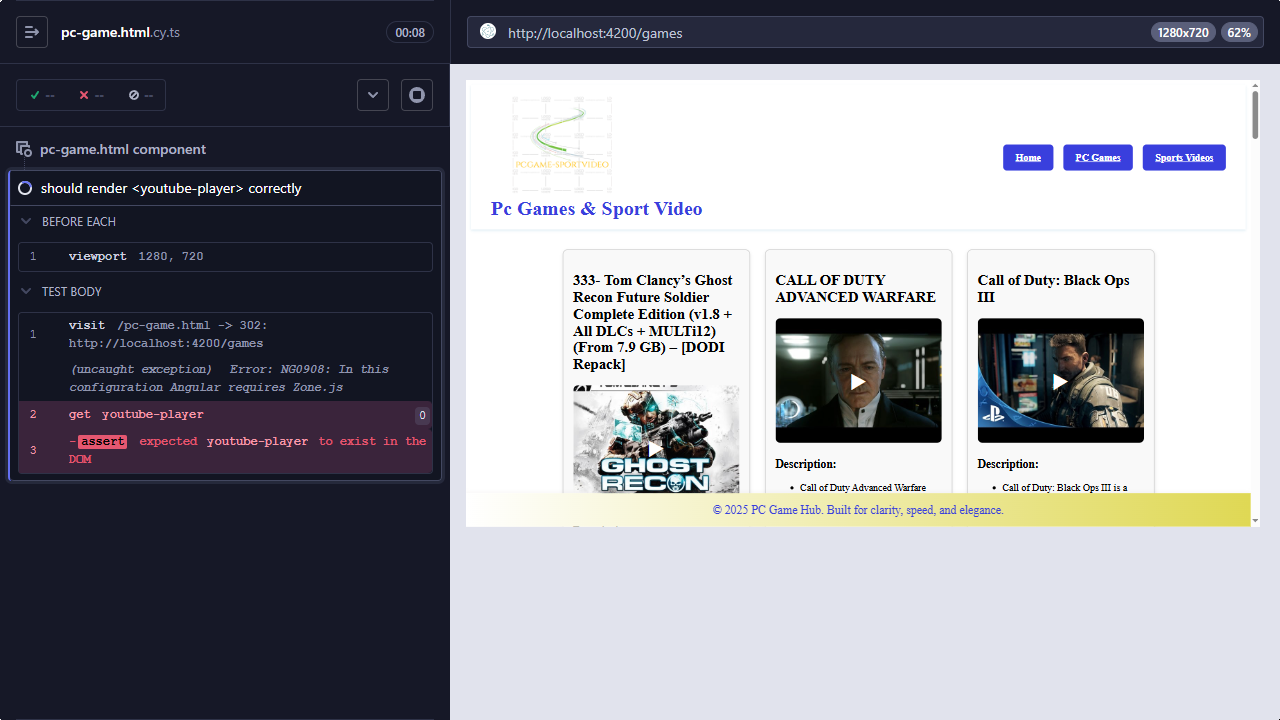 pc-game.html.cy.ts
00:08
--
--
--
pc-game.html component
should render <youtube-player> correctly
BEFORE EACH
1 viewport 1280, 720
TEST BODY
1 visit /pc-game.html -> 302:
http://localhost:4200/games
(uncaught exception) Error: NG0908: In this
configuration Angular requires Zone.js
2 get youtube-player 0
3 -assert expected youtube-player to exist in the
DOM
http://localhost:4200/games
1280x720 62%
PCGAME-SPORTVIDEO
Home PC Games Sports Videos
Pc Games & Sport Video
333- Tom Clancy’s Ghost
Recon Future Soldier
Complete Edition (v1.8 +
All DLCs + MULTi12)
(From 7.9 GB) – [DODI
Repack]
GHOST
RECON
CALL OF DUTY
ADVANCED WARFARE
Description:
• Call of Duty Advanced Warfare
Call of Duty: Black Ops
III
Description:
• Call of Duty: Black Ops III is a
© 2025 PC Game Hub. Built for clarity, speed, and elegance.